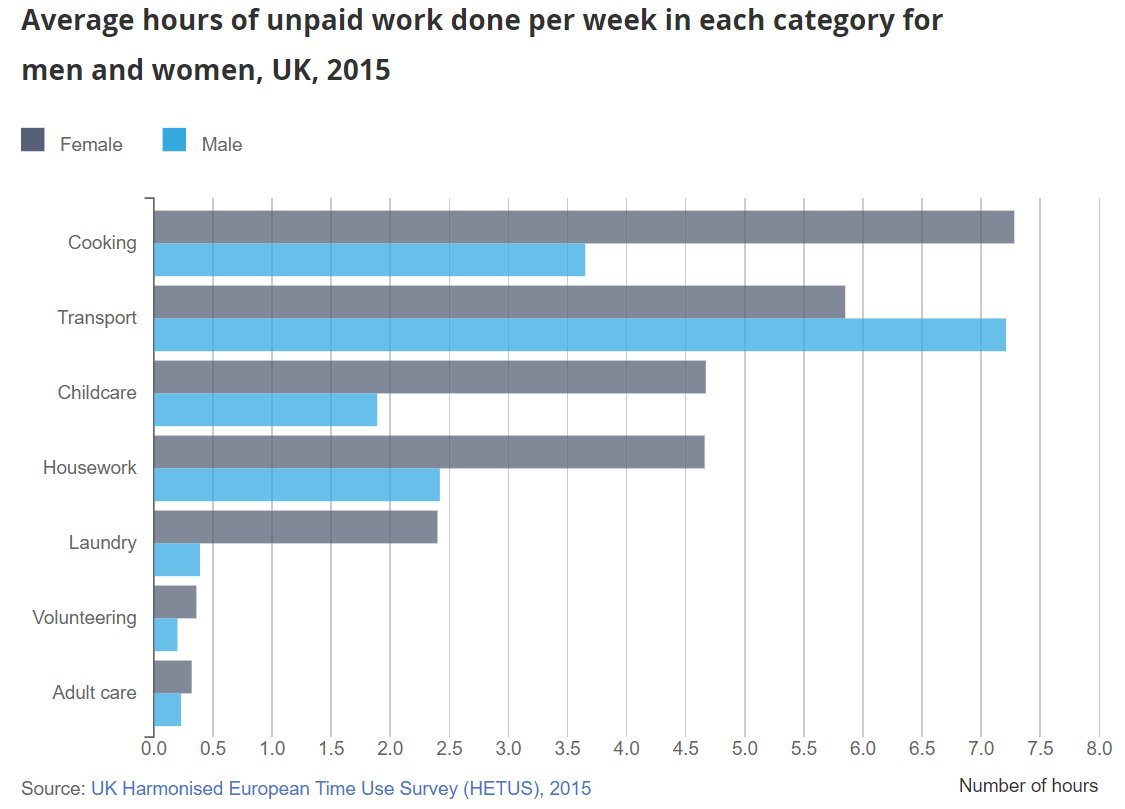 Average hours of unpaid work done per week in each category for
men and women, UK, 2015
Female Male
Cooking
Transport
Childcare
Housework
Laundry
Volunteering
Adult care
0.0 0.5 1.0 1.5 2.0 2.5 3.0 3.5 4.0 4.5 5.0 5.5 6.0 6.5 7.0 7.5 8.0
Number of hours
Source: UK Harmonised European Time Use Survey (HETUS), 2015